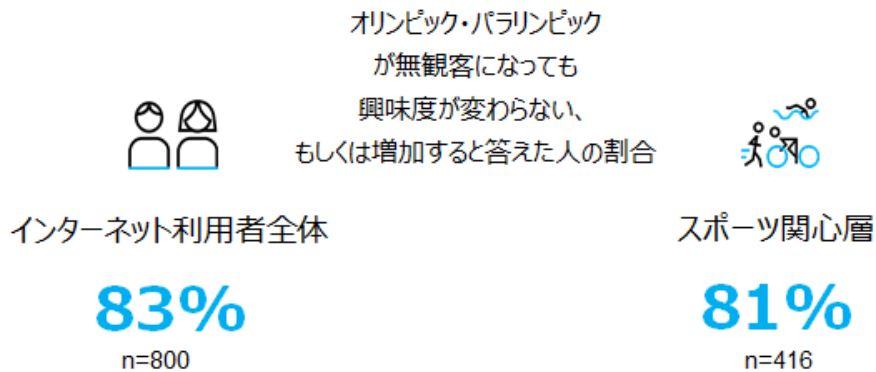 オリンピック・パラリンピック
が無観客になっても
興味度が変わらない、
もしくは増加すると答えた人の割合
インターネット利用者全体
83%
n=800
スポーツ関心層
81%
n=416